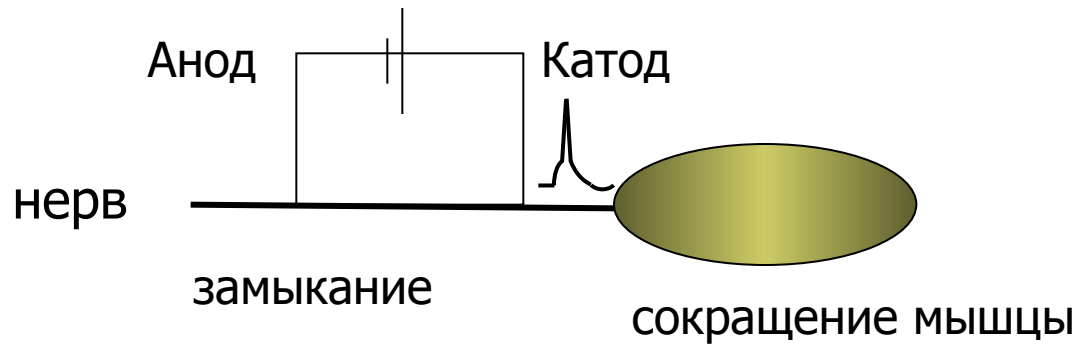 Анод
Катод
нерв
замыкание
сокращение мышцы